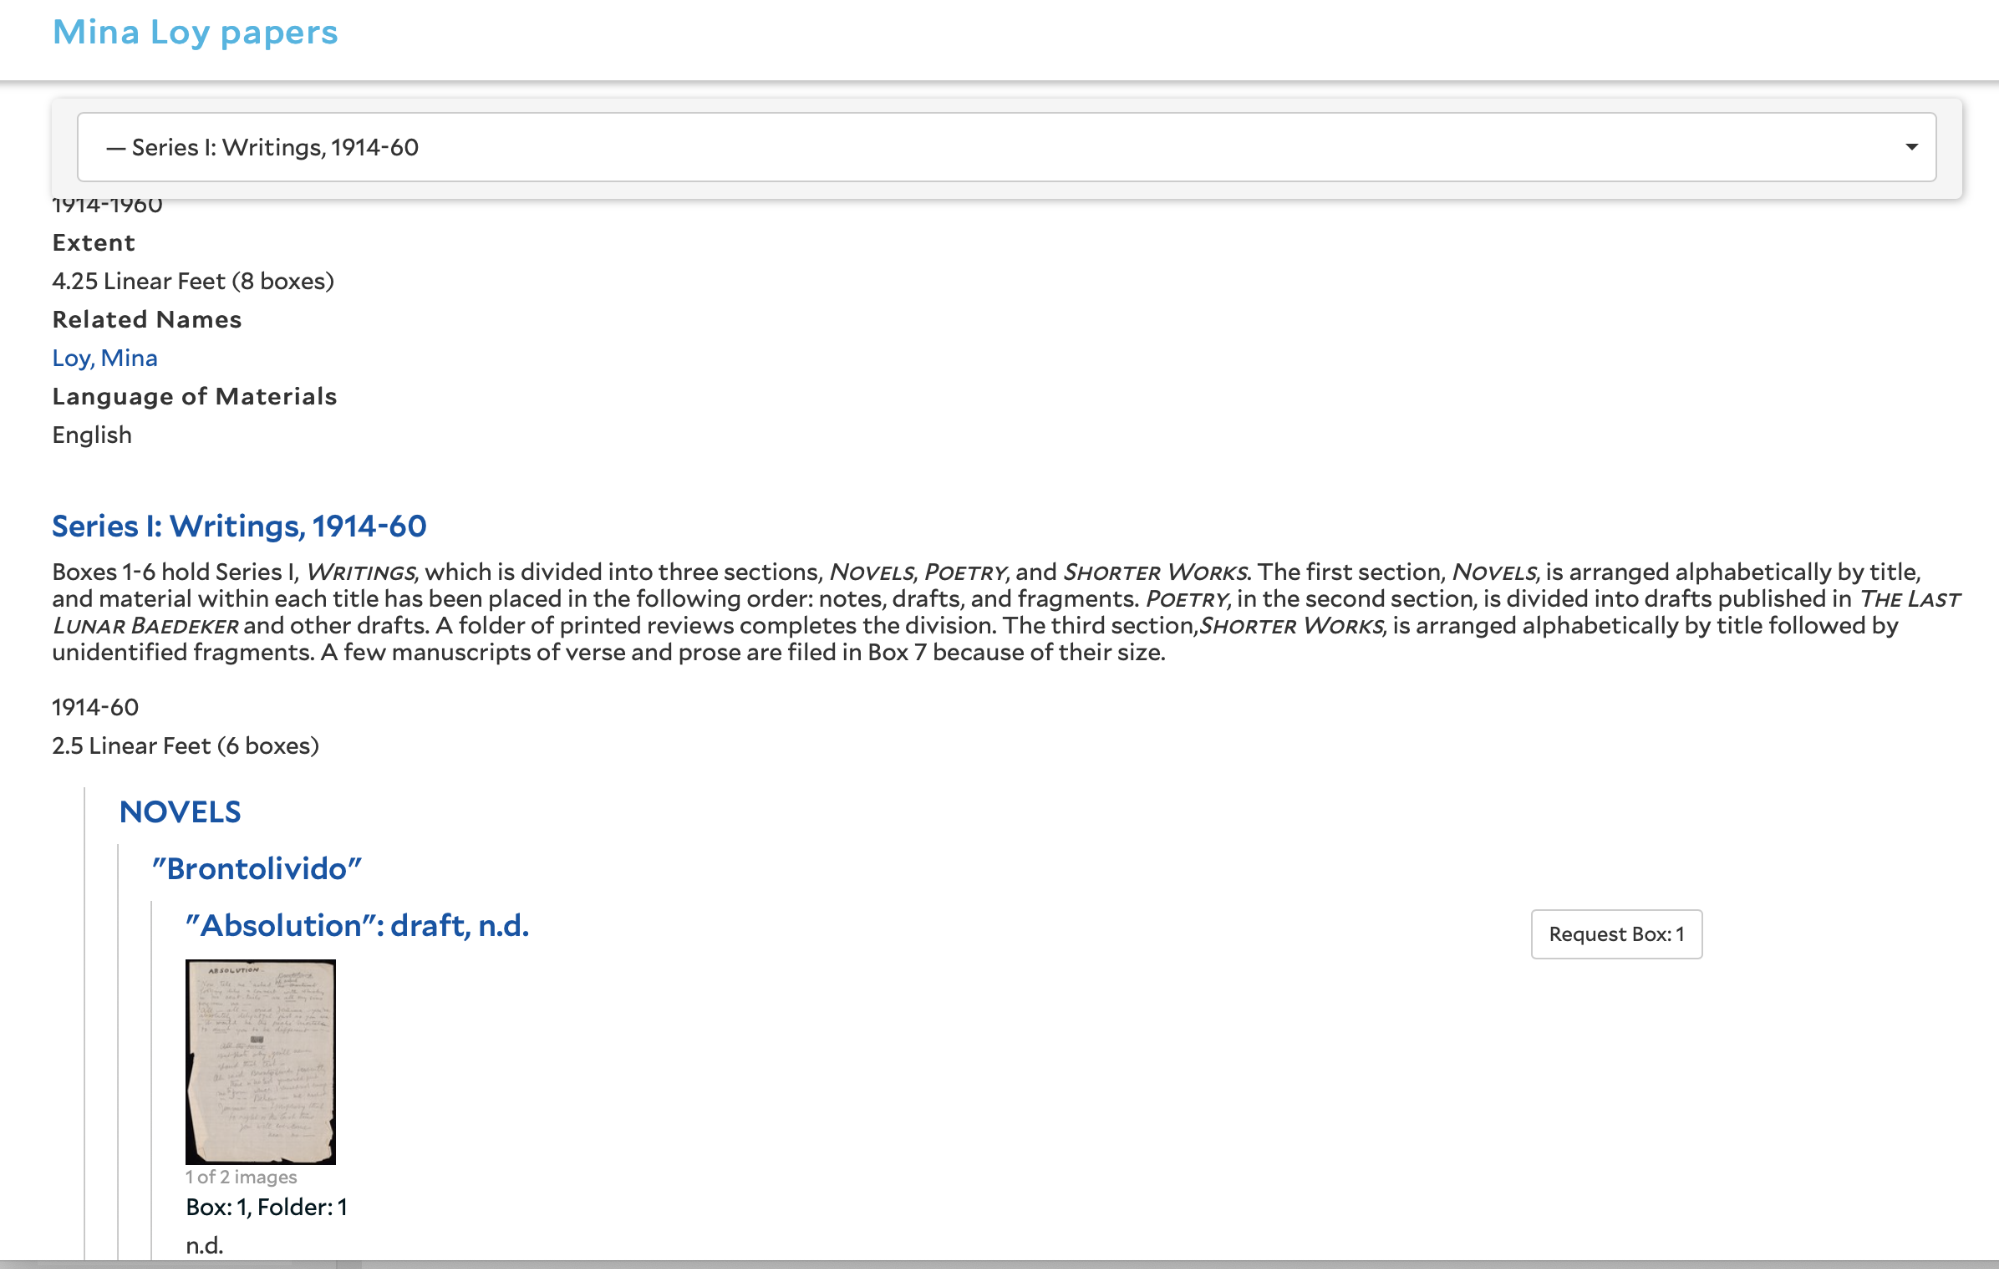 Mina Loy papers
— Series I: Writings, 1914-60
1914-1960
Extent
4.25 Linear Feet (8 boxes)
Related Names
Loy, Mina
Language of Materials
English
Series I: Writings, 1914-60
Boxes 1-6 hold Series I, WRITINGS, which is divided into three sections, NOVELS, POETRY, and SHORTER WORKS. The first section, NOVELS, is arranged alphabetically by title,
and material within each title has been placed in the following order: notes, drafts, and fragments. POETRY, in the second section, is divided into drafts published in THE LAST
LUNAR BAEDEKER and other drafts. A folder of printed reviews completes the division. The third section,SHORTER WORKS, is arranged alphabetically by title followed by
unidentified fragments. A few manuscripts of verse and prose are filed in Box 7 because of their size.
1914-60
2.5 Linear Feet (6 boxes)
NOVELS
"Brontolivido"
"Absolution": draft, n.d.
Request Box: 1
ABSOLUTION
1 of 2 images
Box: 1, Folder: 1
n.d.